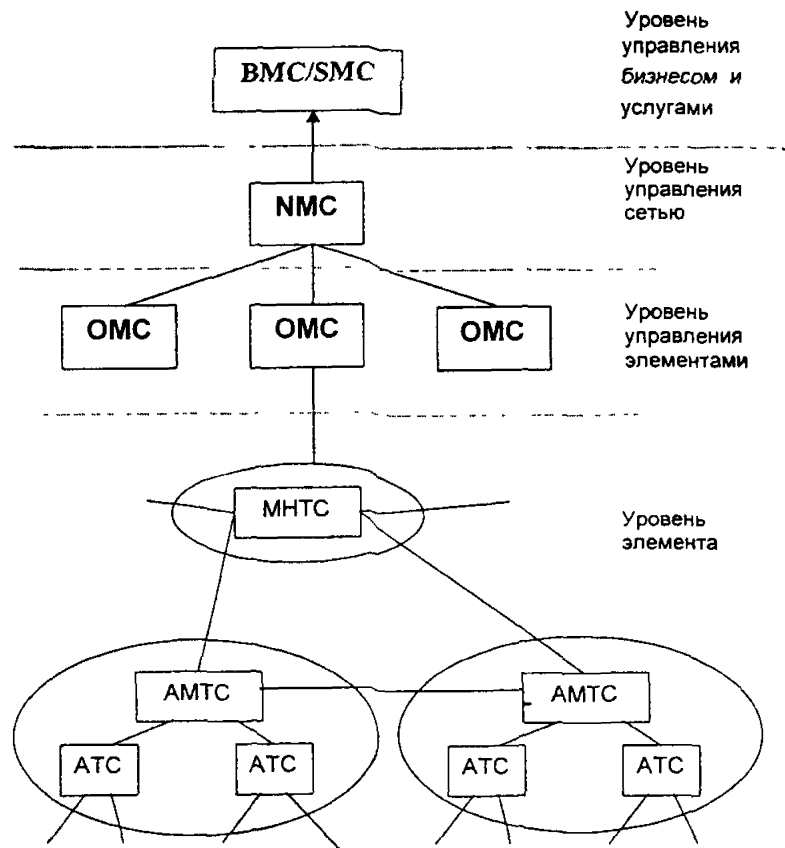 Уровень
управления
бизнесом и
услугами
BMC/SMC
Уровень
управления
сетью
NMC
Уровень
управления
элементами
OMC OMC OMC
МНТС
Уровень
элемента
АМТС АМТС
АТС АТС АТС АТС